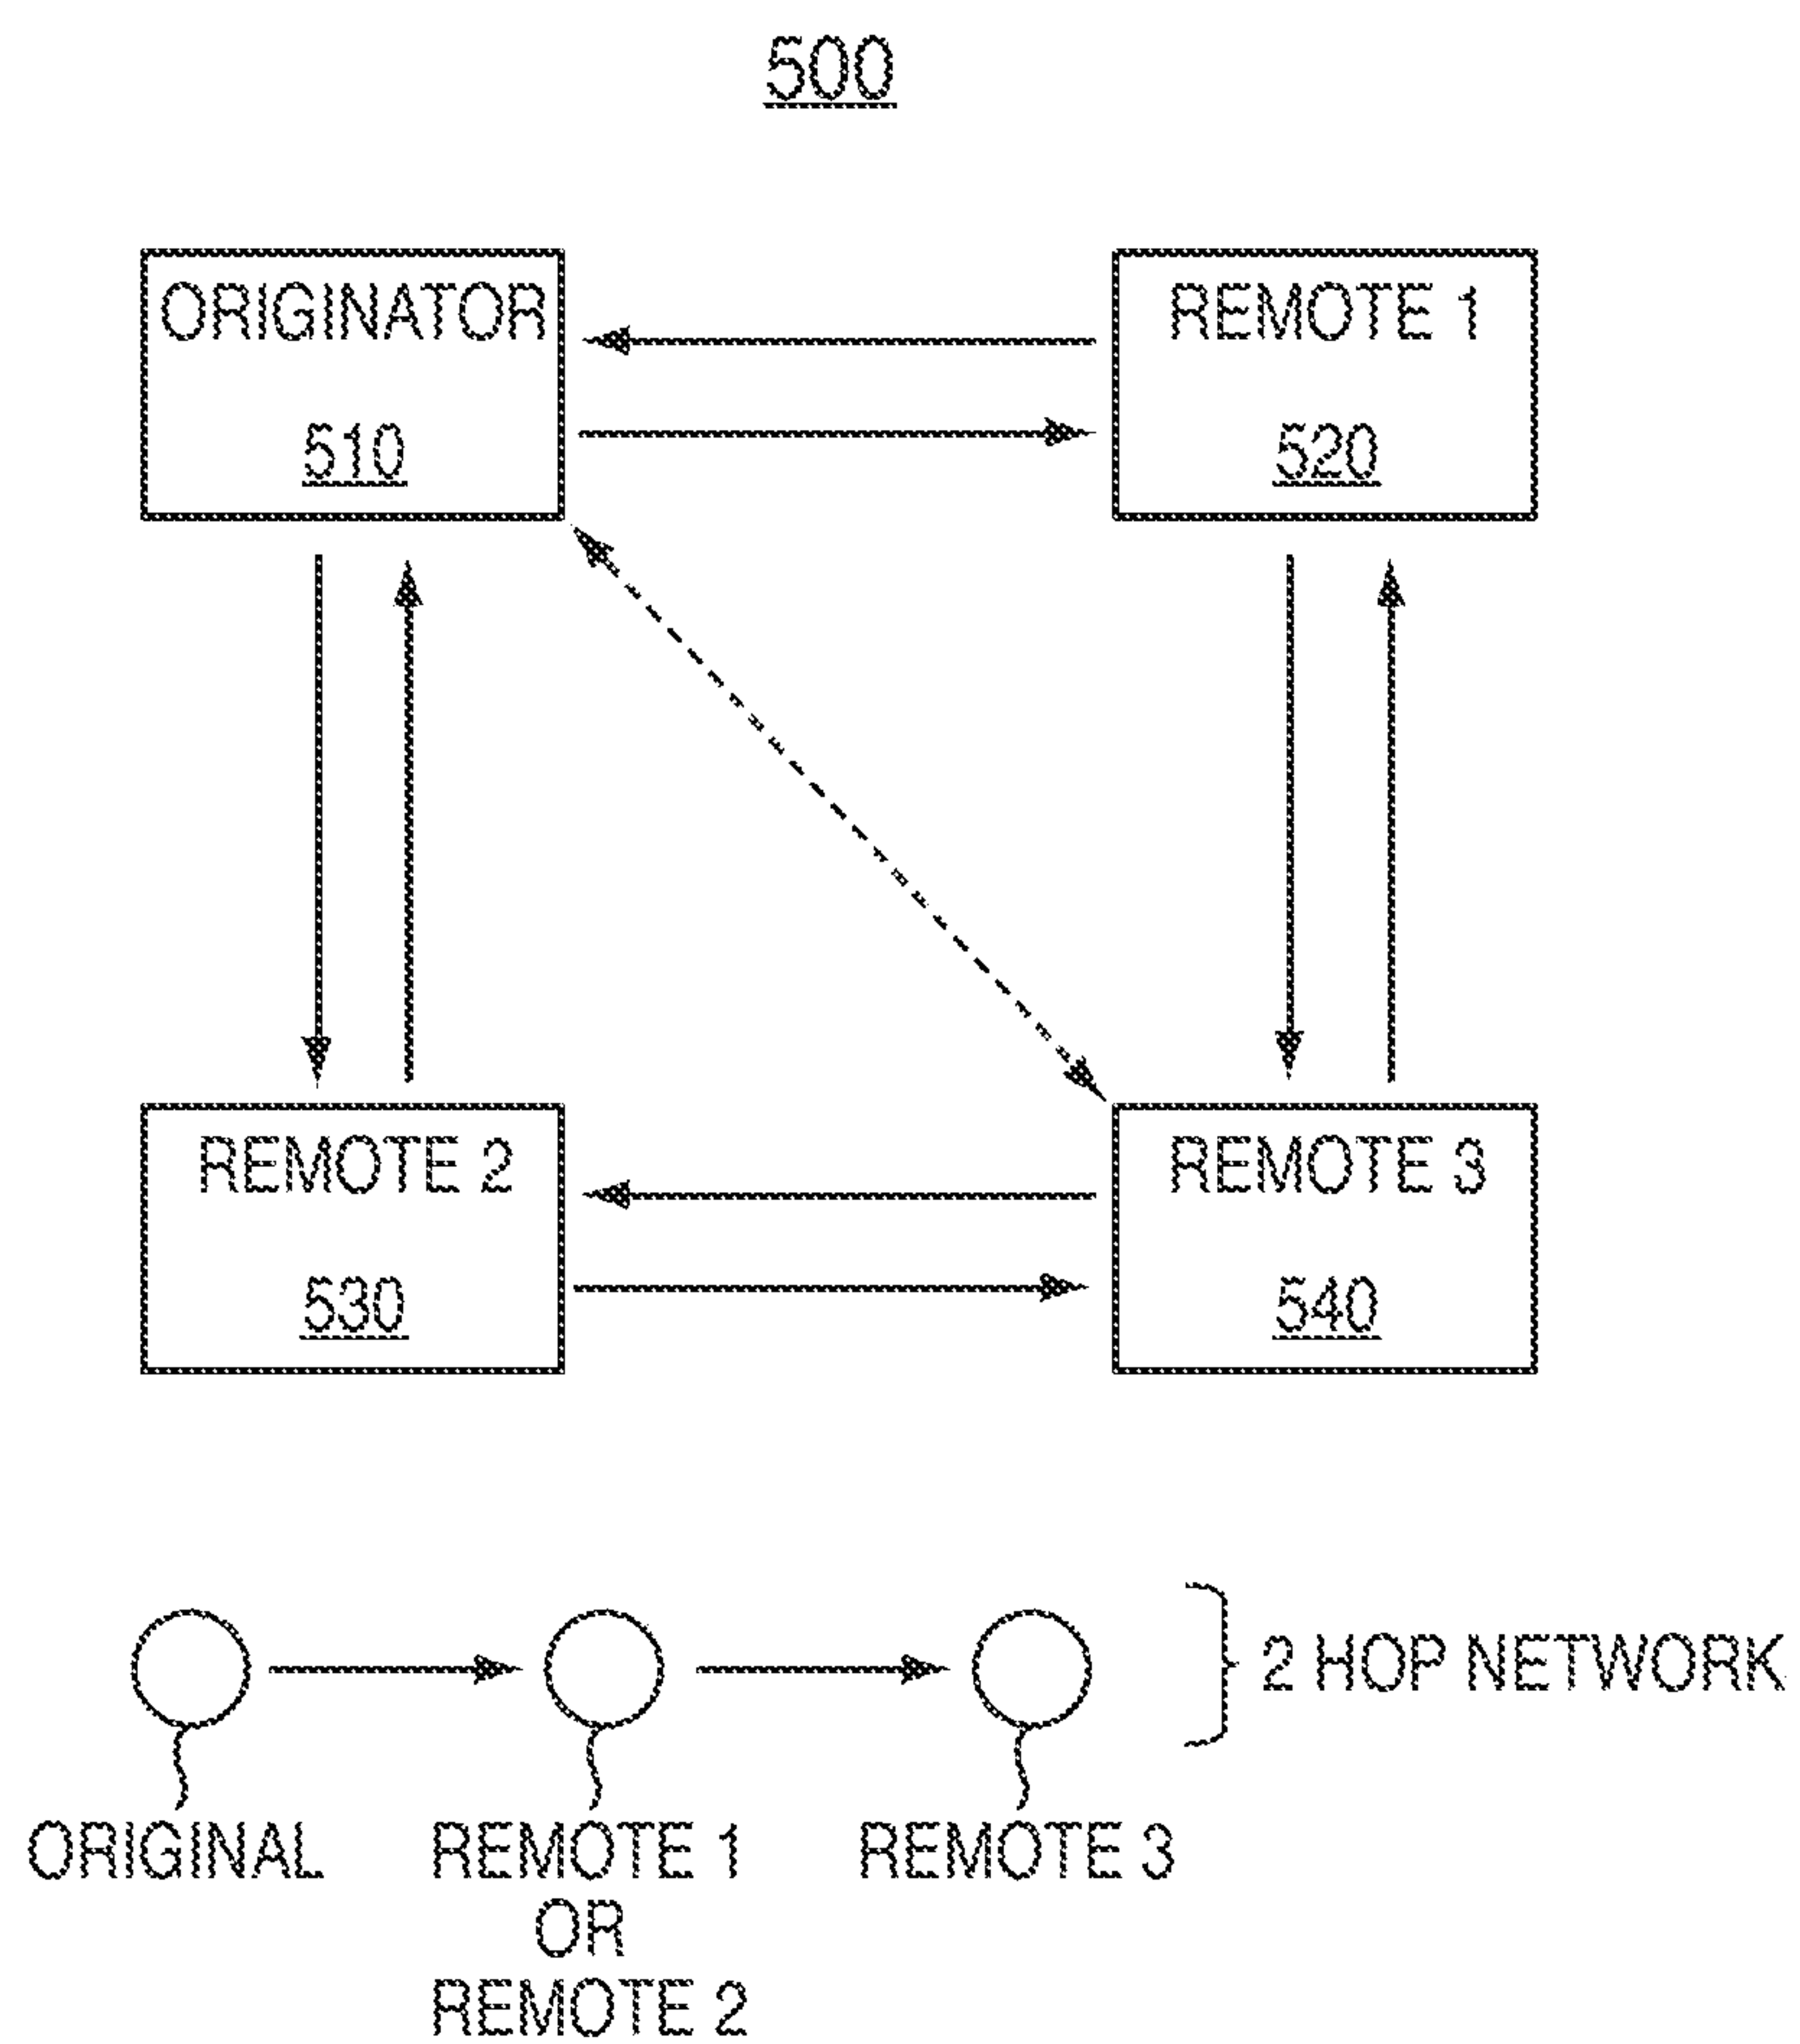 500
ORIGINATOR
510
REMOTE 1
520
REMOTE 2
530
REMOTE 3
540
2 HOP NETWORK
ORIGINAL
REMOTE 1
OR
REMOTE 2
REMOTE 3